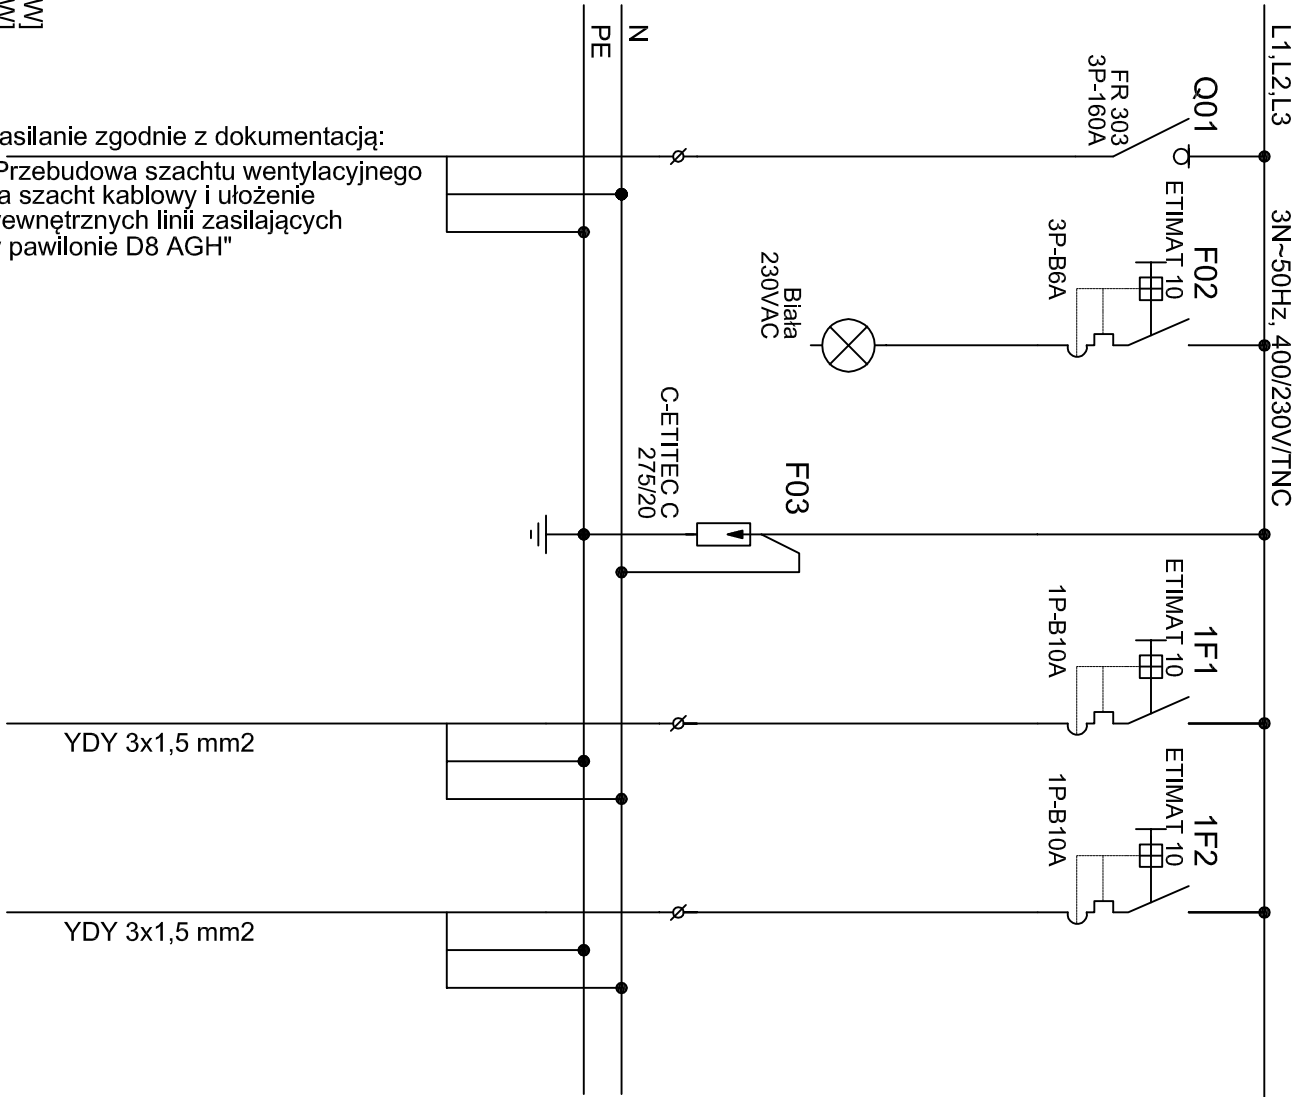 L1,L2,L3
3N~50Hz, 400/230V/TNC
N
PE
Q01
FR 303
3P-160A
F02
ETIMAT 10
3P-B6A
Biała
230VAC
F03
C-ETITEC C
275/20
1F1
ETIMAT 10
1P-B10A
1F2
ETIMAT 10
1P-B10A
asilanie zgodnie z dokumentacją:
Przebudowa szachtu wentylacyjnego
a szacht kablowy i ułożenie
ewnętrznych linii zasilających
pawilonie D8 AGH"
YDY 3x1,5 mm2
YDY 3x1,5 mm2
W]
W]